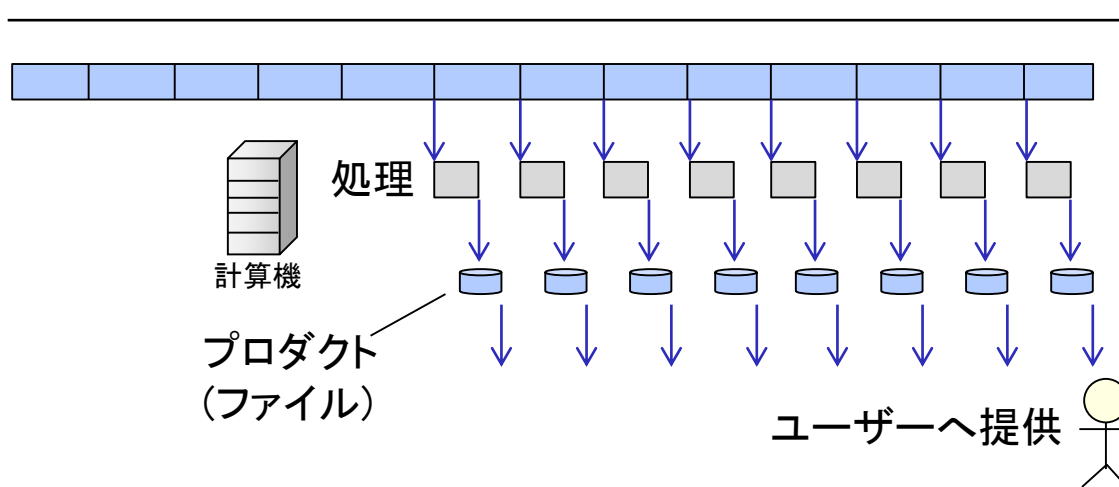 処理
計算機
プロダクト
(ファイル)
ユーザーへ提供